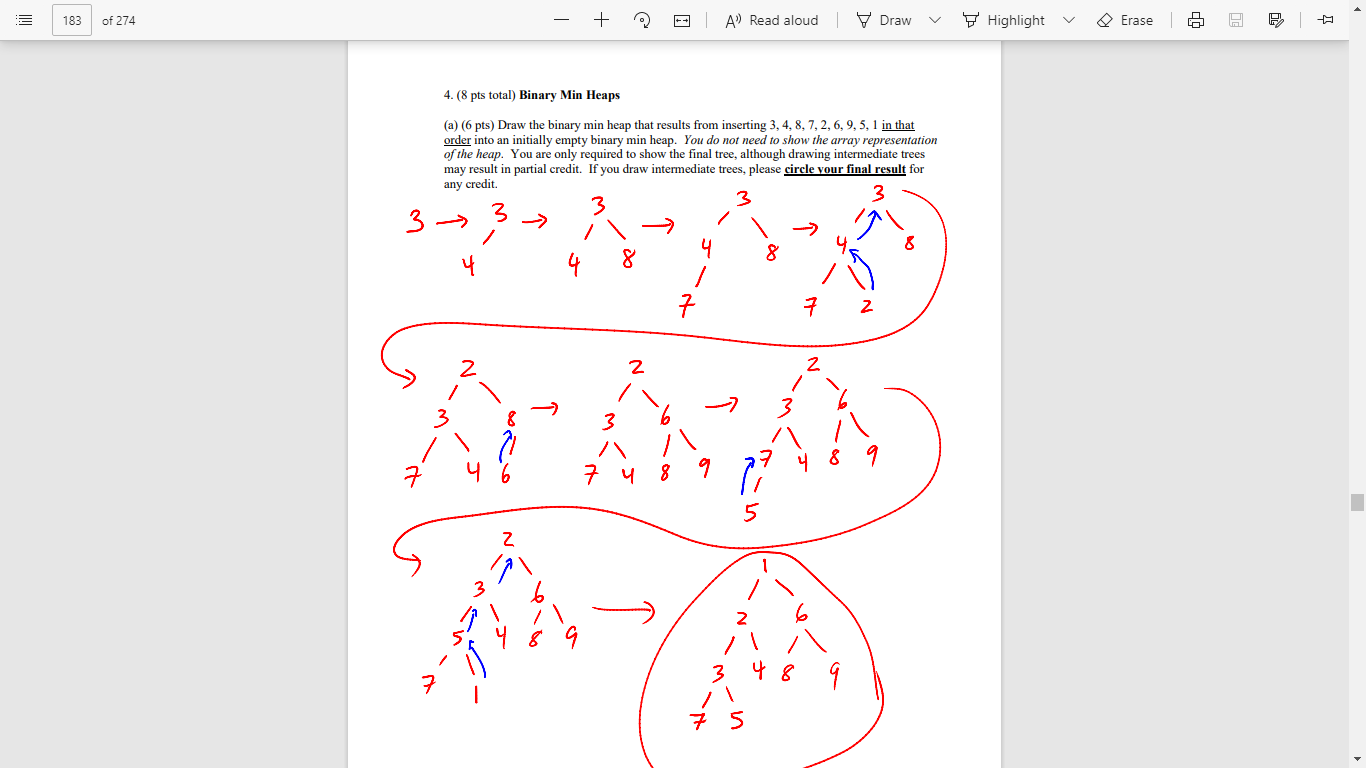 183 of 274 Read aloud Draw Highlight Erase
4. (8 pts total) Binary Min Heaps
(a) (6 pts) Draw the binary min heap that results from inserting 3, 4, 8, 7, 2, 6, 9, 5, 1 in that
order into an initially empty binary min heap. You do not need to show the array representation
of the heap. You are only required to show the final tree, although drawing intermediate trees
may result in partial credit. If you draw intermediate trees, please circle your final result for
any credit.
3 → 3 → 3 → 3 → 3
4 4 8 4 8 4 8
7 7 2
2 2 2
3 8 → 3 6 → 3 6
7 4 6 7 4 8 9 7 4 8 9
5
2 1
3 6 → 2 6
5 4 8 9 3 4 8 9
7 1 7 5